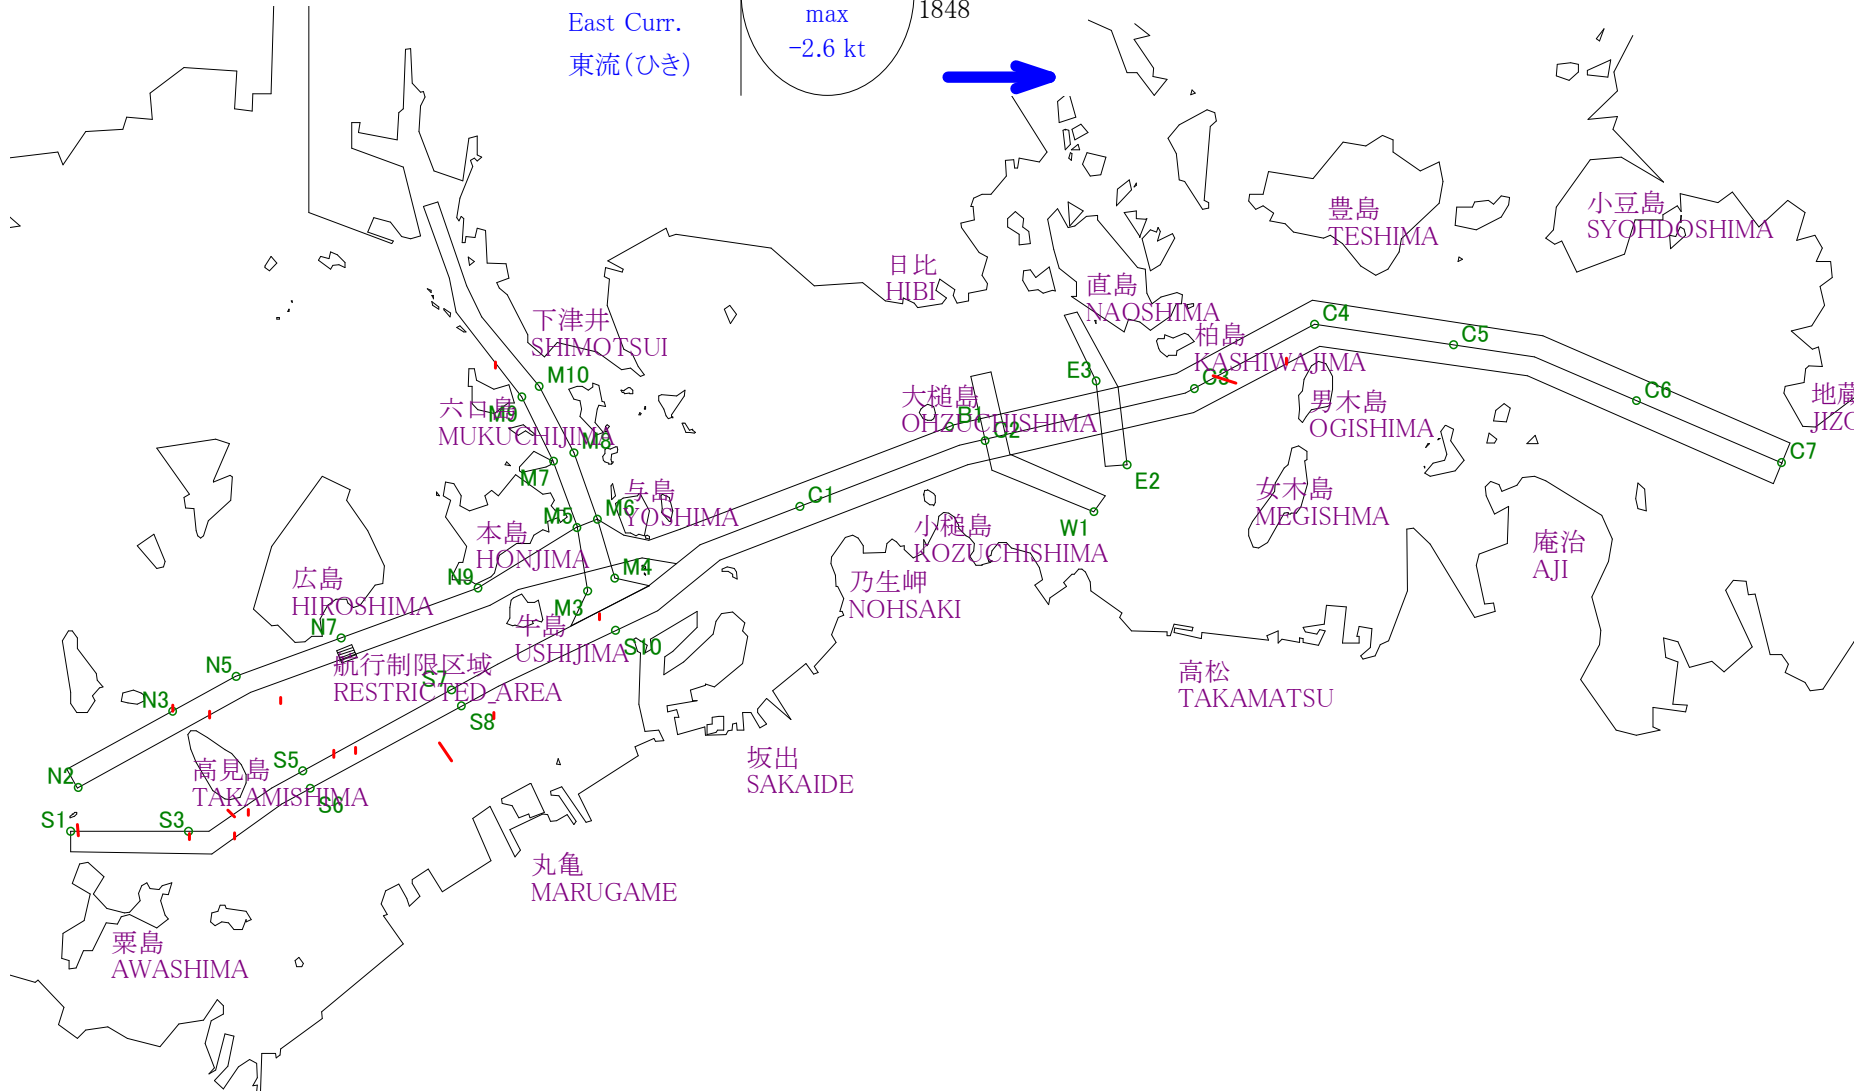 East Curr.
東流(ひき)
max
-2.6 kt
1848
豊島
TESHIMA
小豆島
SYOHDOSHIMA
日比
HIBI
直島
NAOSHIMA
下津井
SHIMOTSUI
柏島
KASHIWAJIMA
C4
C5
M10
E3
C3
C6
大槌島
OHZUCHISHIMA
B1
C2
男木島
OGISHIMA
地蔵
JIZO
六口島
MUKUCHIJIMA
M9
M8
M7
C7
E2
与島
YOSHIMA
C1
女木島
MEGISHMA
M6
M5
W1
本島
HONJIMA
小槌島
KOZUCHISHIMA
庵治
AJI
N9
M4
M3
広島
HIROSHIMA
乃生岬
NOHSAKI
N7
牛島
USHIJIMA
S10
航行制限区域
RESTRICTED_AREA
N5
S7
高松
TAKAMATSU
N3
S8
N2
高見島
TAKAMISHIMA
S5
S6
坂出
SAKAIDE
S1
S3
丸亀
MARUGAME
粟島
AWASHIMA